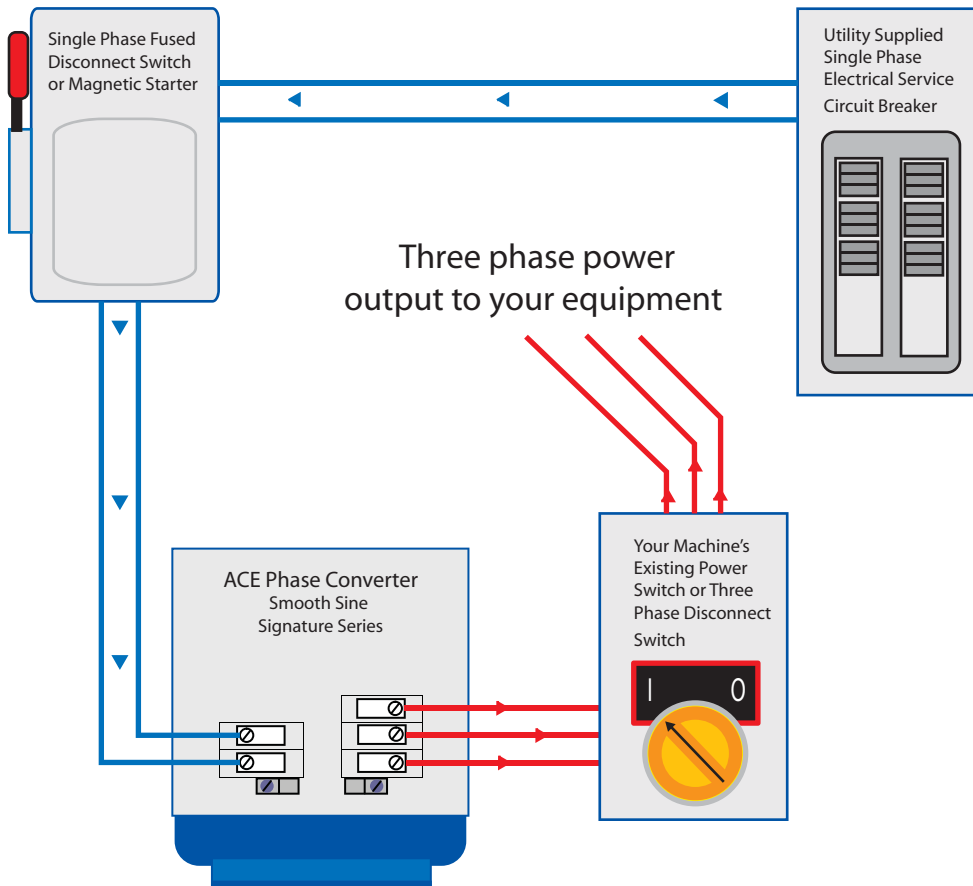 Single Phase Fused
Disconnect Switch
or Magnetic Starter
Utility Supplied
Single Phase
Electrical Service
Circuit Breaker
Three phase power
output to your equipment
ACE Phase Converter
Smooth Sine
Signature Series
Your Machine’s
Existing Power
Switch or Three
Phase Disconnect
Switch
I 0